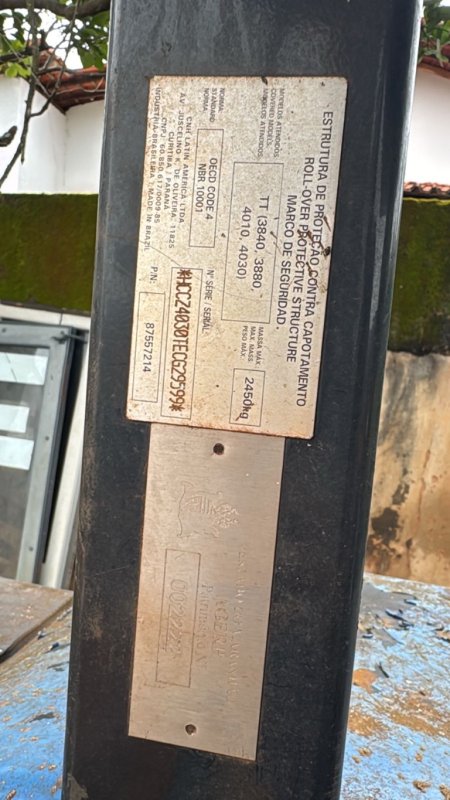 ESTRUTURA DE PROTEÇÃO CONTRA CAPOTAMENTO
ROLL-OVER PROTECTIVE STRUCTURE
MARCO DE SEGURIDAD.
MODELOS ATENDIDOS:
COVERED MODELS:
MODELOS ATENDIDOS:
TT (3840, 3880,
4010, 4030)
MASSA MÁX.
MAX. MASS
PESO MÁX.
2450kg
NORMA:
STANDARD:
NORMA:
OECD CODE 4
NBR 10001
N° SÉRIE / SERIAL
*HCCZ4030TECG29599*
CNH LATIN AMERICA LTDA.
AV. JUSCELINO K. DE OLIVEIRA, 11825
CURITIBA / PARANÁ
CNPJ: 60.850.617/0009-85
INDÚSTRIA BRASILEIRA / MADE IN BRAZIL
P/N:
87557214